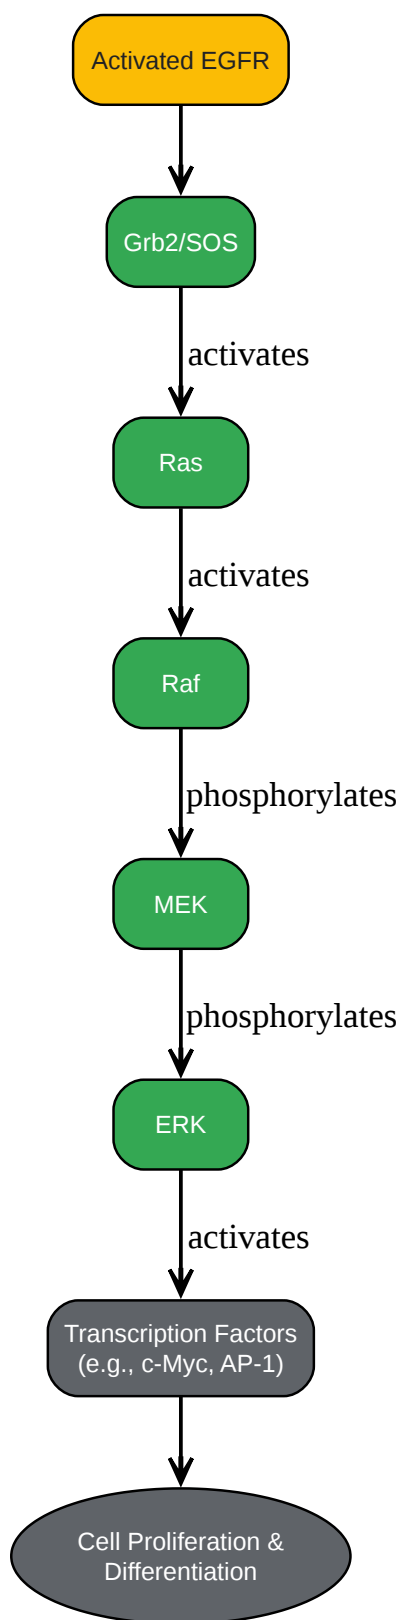 Activated EGFR
Grb2/SOS
activates
Ras
activates
Raf
phosphorylates
MEK
phosphorylates
ERK
activates
Transcription Factors
(e.g., c-Myc, AP-1)
Cell Proliferation &
Differentiation